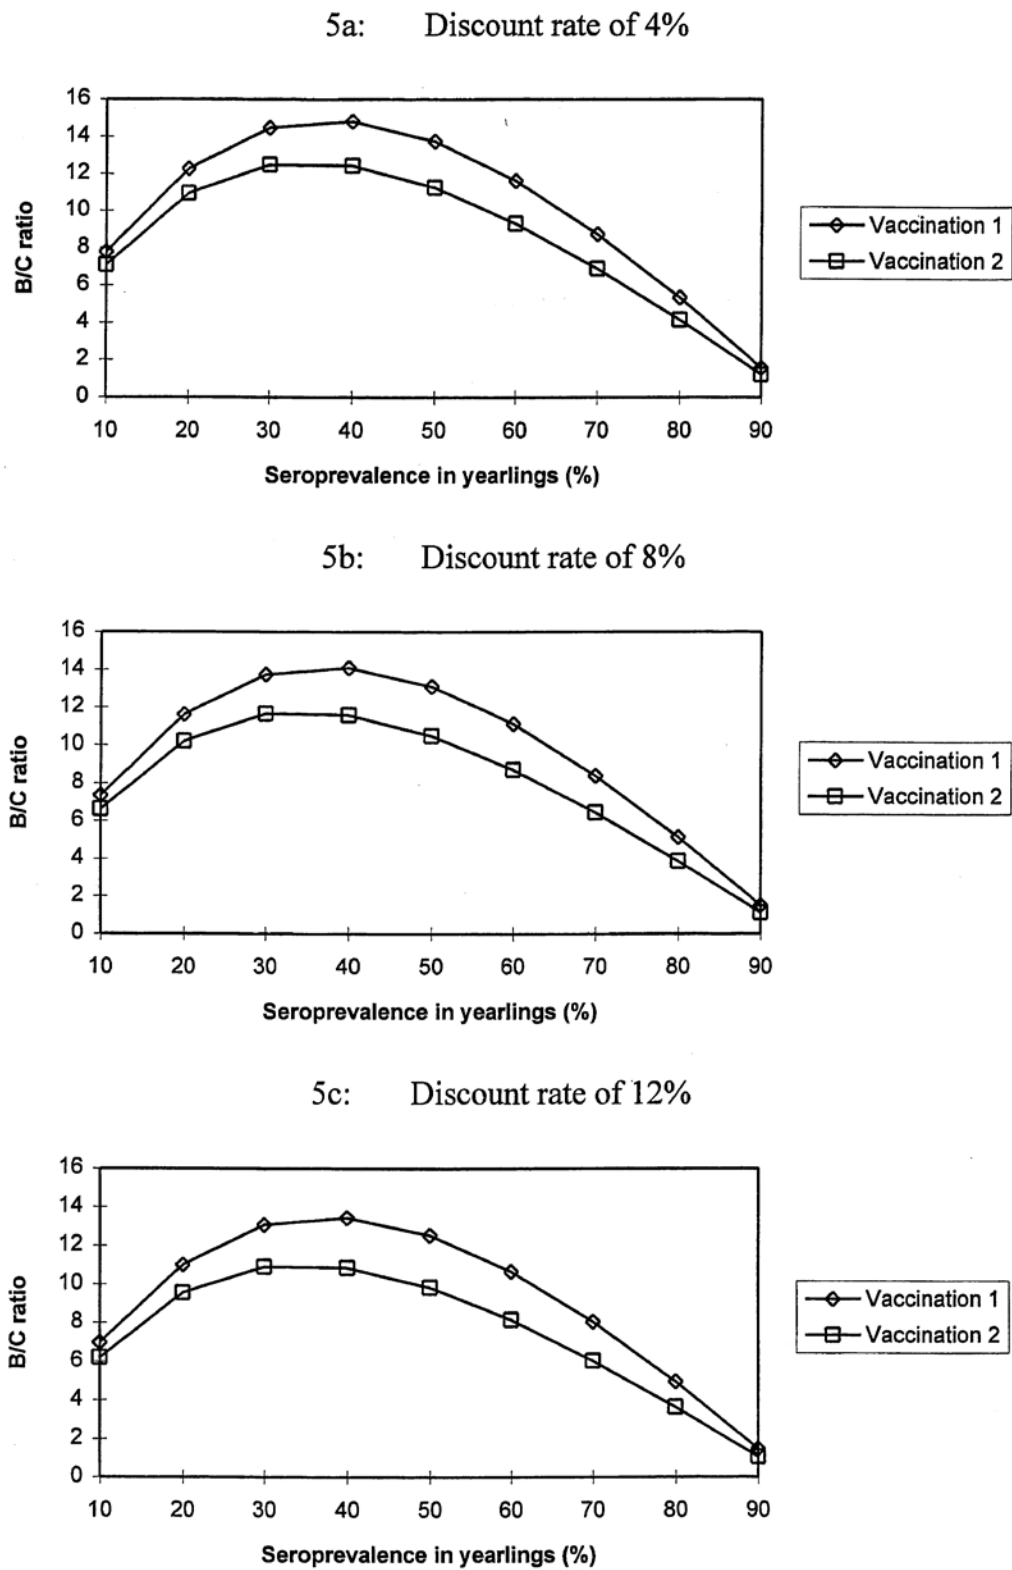 5a: Discount rate of 4%
16
14
12
10
8
6
4
2
0
B/C ratio
10 20 30 40 50 60 70 80 90
Seroprevalence in yearlings (%)
Vaccination 1
Vaccination 2
5b: Discount rate of 8%
16
14
12
10
8
6
4
2
0
B/C ratio
10 20 30 40 50 60 70 80 90
Seroprevalence in yearlings (%)
Vaccination 1
Vaccination 2
5c: Discount rate of 12%
16
14
12
10
8
6
4
2
0
B/C ratio
10 20 30 40 50 60 70 80 90
Seroprevalence in yearlings (%)
Vaccination 1
Vaccination 2